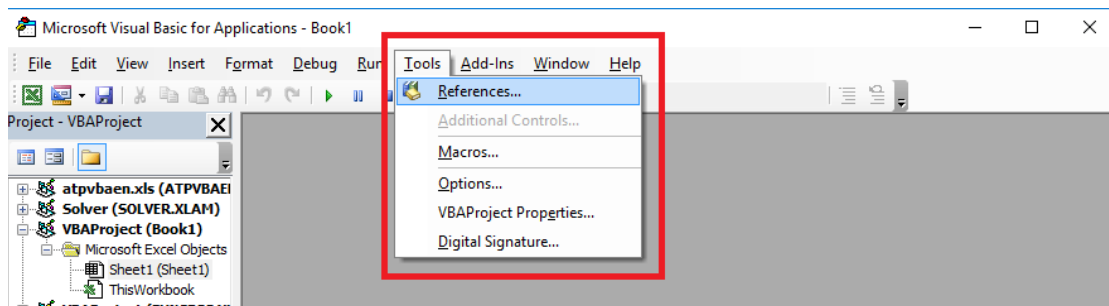 Microsoft Visual Basic for Applications - Book1
File Edit View Insert Format Debug Run Tools Add-Ins Window Help
References...
Additional Controls...
Macros...
Options...
VBAProject Properties...
Digital Signature...
Project - VBAProject
atpvbaen.xls (ATPVBAEI
Solver (SOLVER.XLAM)
VBAProject (Book1)
Microsoft Excel Objects
Sheet1 (Sheet1)
ThisWorkbook